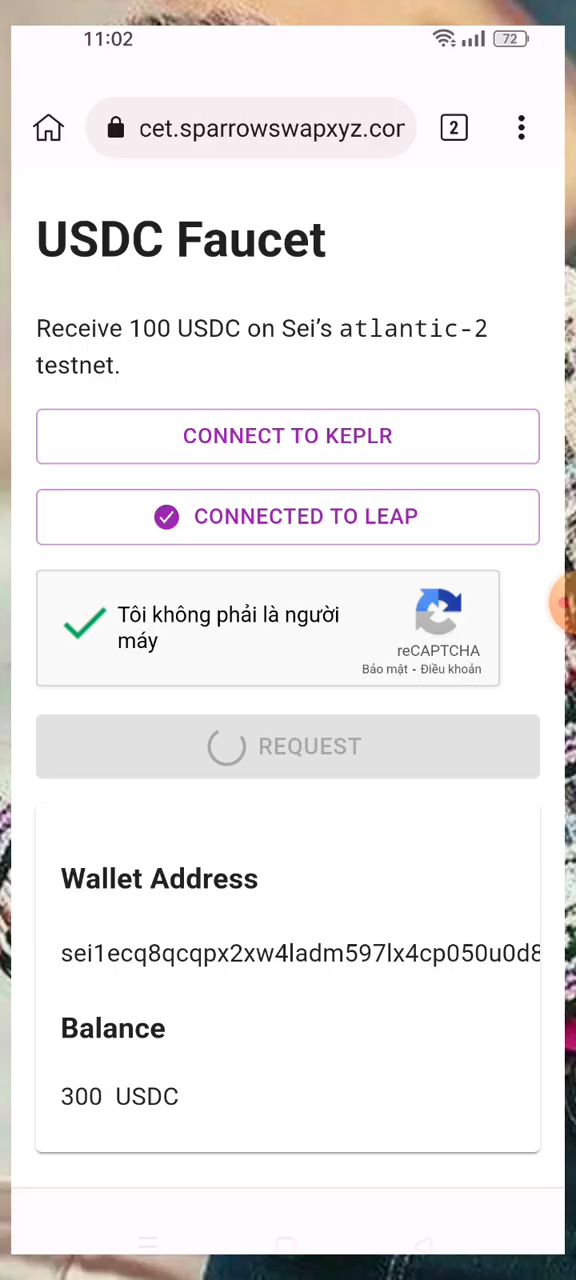 11:02
72
cet.sparrowswapxyz.cor
2
USDC Faucet
Receive 100 USDC on Sei’s atlantic-2
testnet.
CONNECT TO KEPLR
CONNECTED TO LEAP
Tôi không phải là người
máy
reCAPTCHA
Bảo mật - Điều khoản
REQUEST
Wallet Address
sei1ecq8qcqpx2xw4ladm597lx4cp050u0d8
Balance
300 USDC